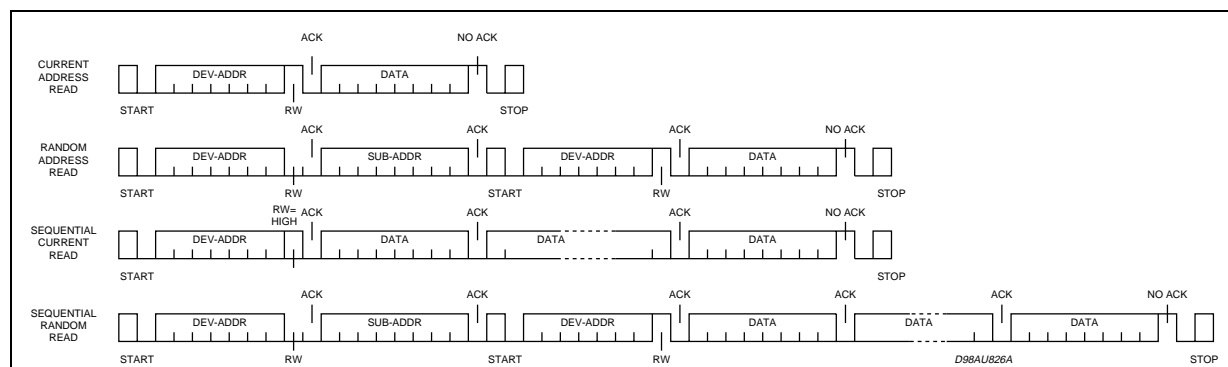 ACK NO ACK
CURRENT
ADDRESS
READ
DEV-ADDR DATA
START RW STOP
ACK ACK ACK NO ACK
RANDOM
ADDRESS
READ
DEV-ADDR SUB-ADDR DEV-ADDR DATA
START RW START RW STOP
RW=
HIGH
ACK ACK ACK NO ACK
SEQUENTIAL
CURRENT
READ
DEV-ADDR DATA DATA DATA
START STOP
ACK ACK ACK ACK ACK NO ACK
SEQUENTIAL
RANDOM
READ
DEV-ADDR SUB-ADDR DEV-ADDR DATA DATA DATA
START RW START RW D98AU826A STOP